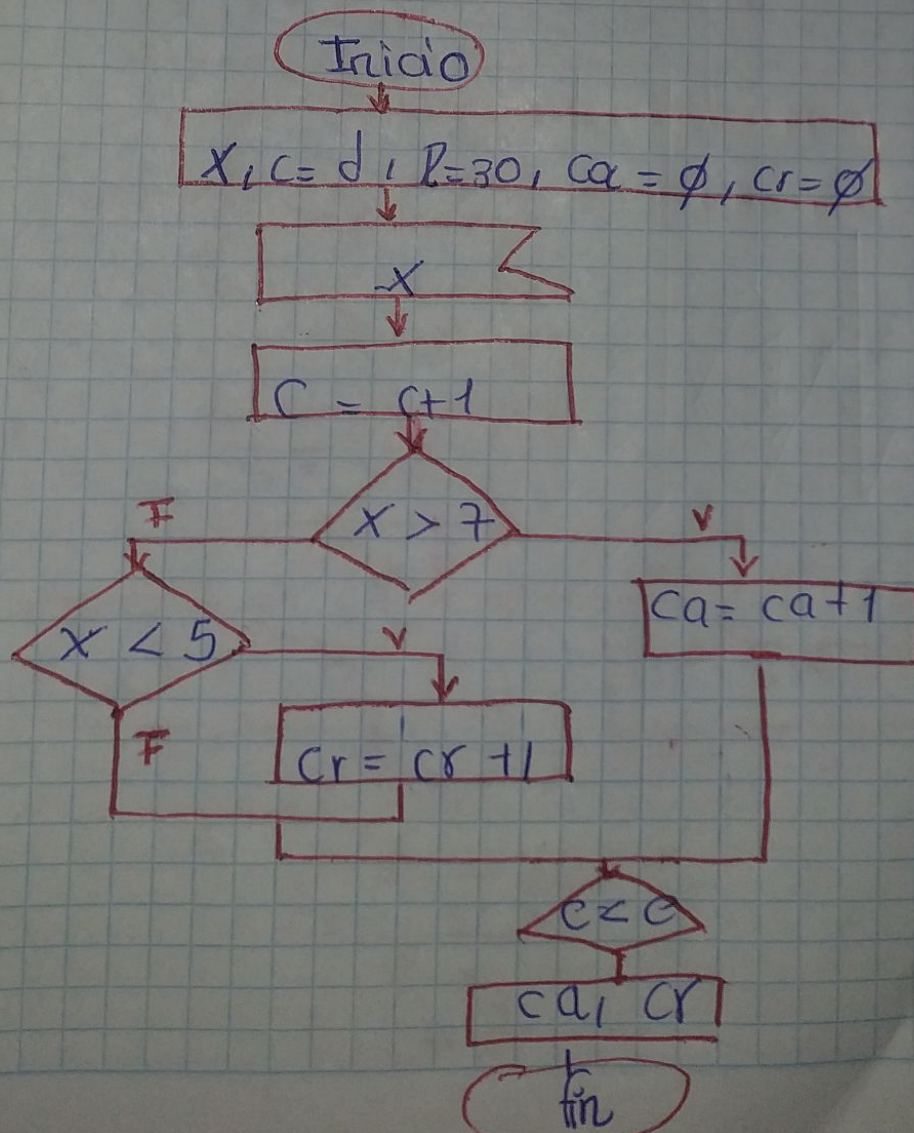 Inicio
X, C = d, l=30, Ca = ø, Cr = ø
X
C = C+1
X > 7
F
V
X < 5
V
Ca = Ca+1
F
Cr = Cr +1
C < C
Ca, Cr
fin